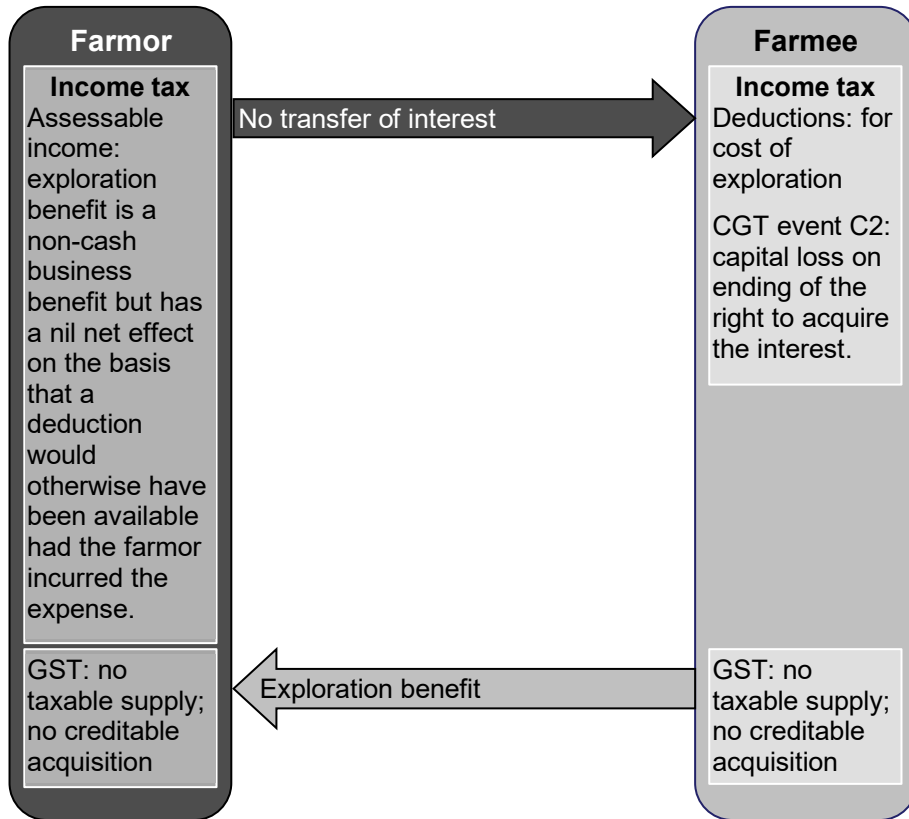 Farmor
Income tax
Assessable
income:
exploration
benefit is a
non-cash
business
benefit but has
a nil net effect
on the basis
that a
deduction
would
otherwise have
been available
had the farmor
incurred the
expense.
GST: no
taxable supply;
no creditable
acquisition
No transfer of interest
Exploration benefit
Farmee
Income tax
Deductions: for
cost of
exploration
CGT event C2:
capital loss on
ending of the
right to acquire
the interest.
GST: no
taxable supply;
no creditable
acquisition